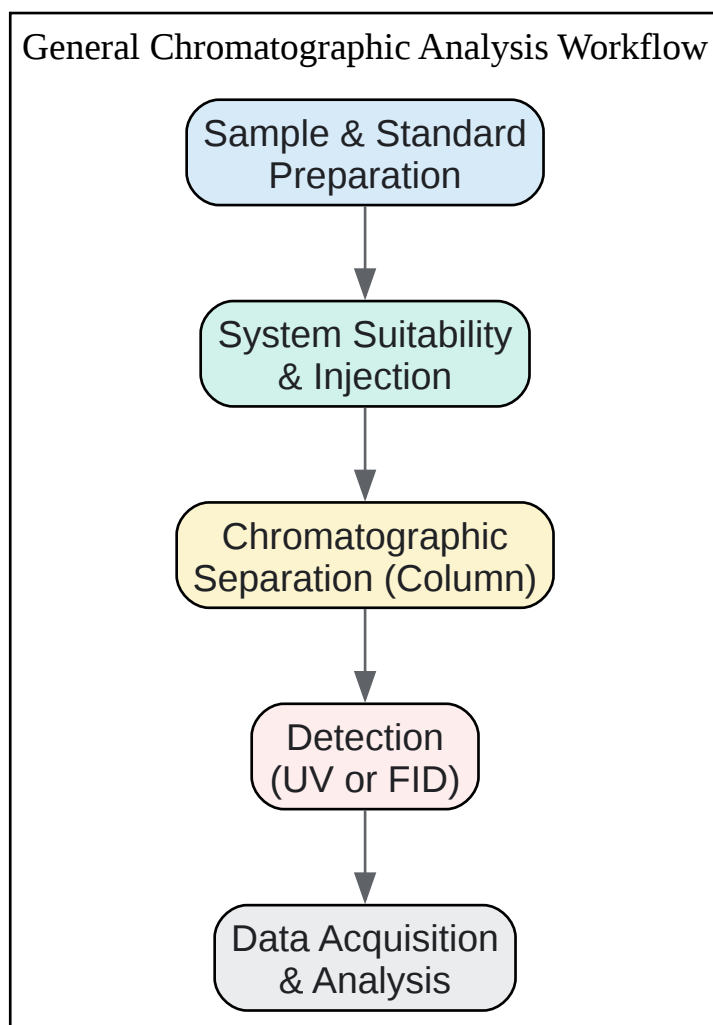 General Chromatographic Analysis Workflow
Sample & Standard
Preparation
System Suitability
& Injection
Chromatographic
Separation (Column)
Detection
(UV or FID)
Data Acquisition
& Analysis